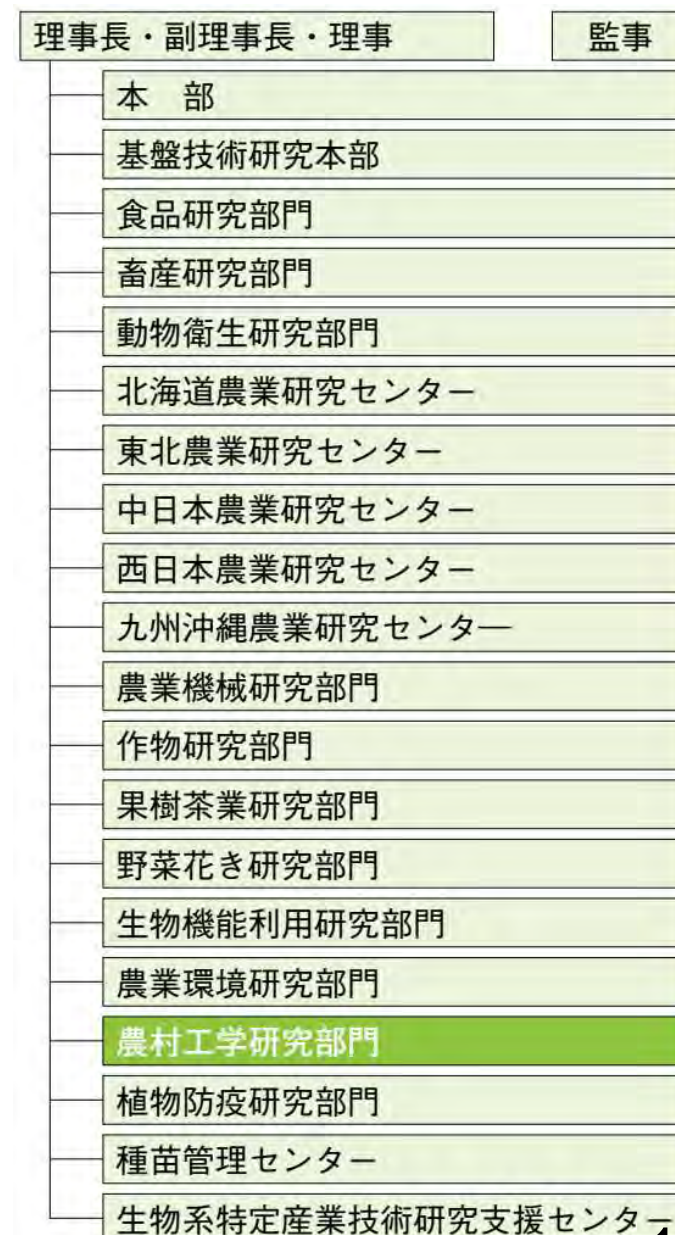 理事長・副理事長・理事 監事
本 部
基盤技術研究本部
食品研究部門
畜産研究部門
動物衛生研究部門
北海道農業研究センター
東北農業研究センター
中日本農業研究センター
西日本農業研究センター
九州沖縄農業研究センター
農業機械研究部門
作物研究部門
果樹茶業研究部門
野菜花き研究部門
生物機能利用研究部門
農業環境研究部門
農村工学研究部門
植物防疫研究部門
種苗管理センター
生物系特定産業技術研究支援センター